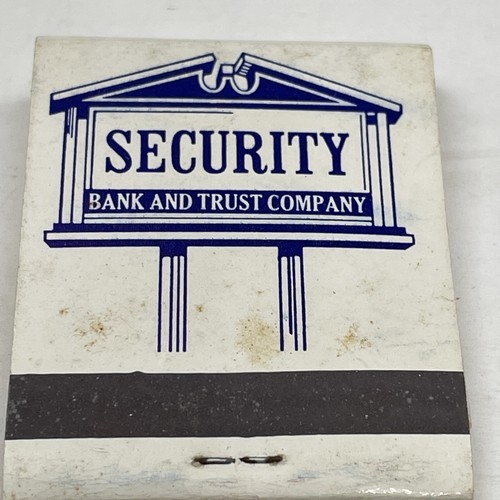 SECURITY
BANK AND TRUST COMPANY